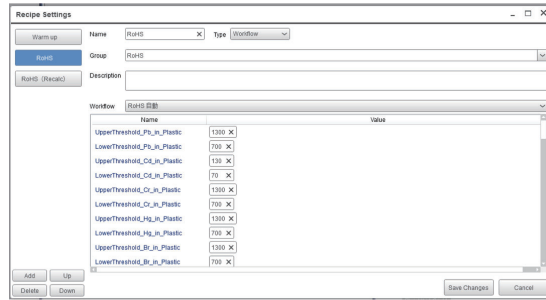 Recipe Settings
Warm up
RoHS
RoHS (Recalc)
Name RoHS Type Workflow
Group RoHS
Description
Workflow RoHS 自動
Name Value
UpperThreshold_Pb_in_Plastic 1300
LowerThreshold_Pb_in_Plastic 700
UpperThreshold_Cd_in_Plastic 130
LowerThreshold_Cd_in_Plastic 70
UpperThreshold_Cr_in_Plastic 1300
LowerThreshold_Cr_in_Plastic 700
UpperThreshold_Hg_in_Plastic 1300
LowerThreshold_Hg_in_Plastic 700
UpperThreshold_Br_in_Plastic 1300
LowerThreshold_Br_in_Plastic 700
Add Up
Delete Down
Save Changes Cancel